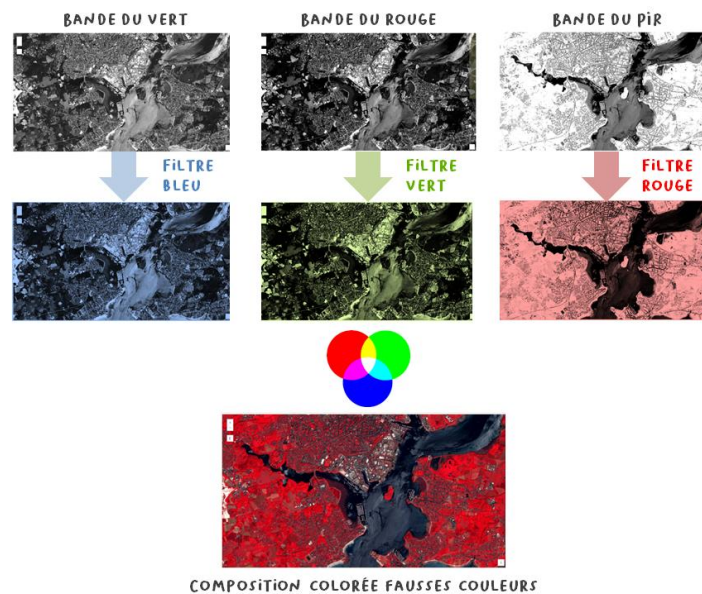 BANDE DU VERT
BANDE DU ROUGE
BANDE DU PiR
FiLTRE
BLEU
FiLTRE
VERT
FiLTRE
ROUGE
COMPOSITION COLORÉE FAUSSES COULEURS